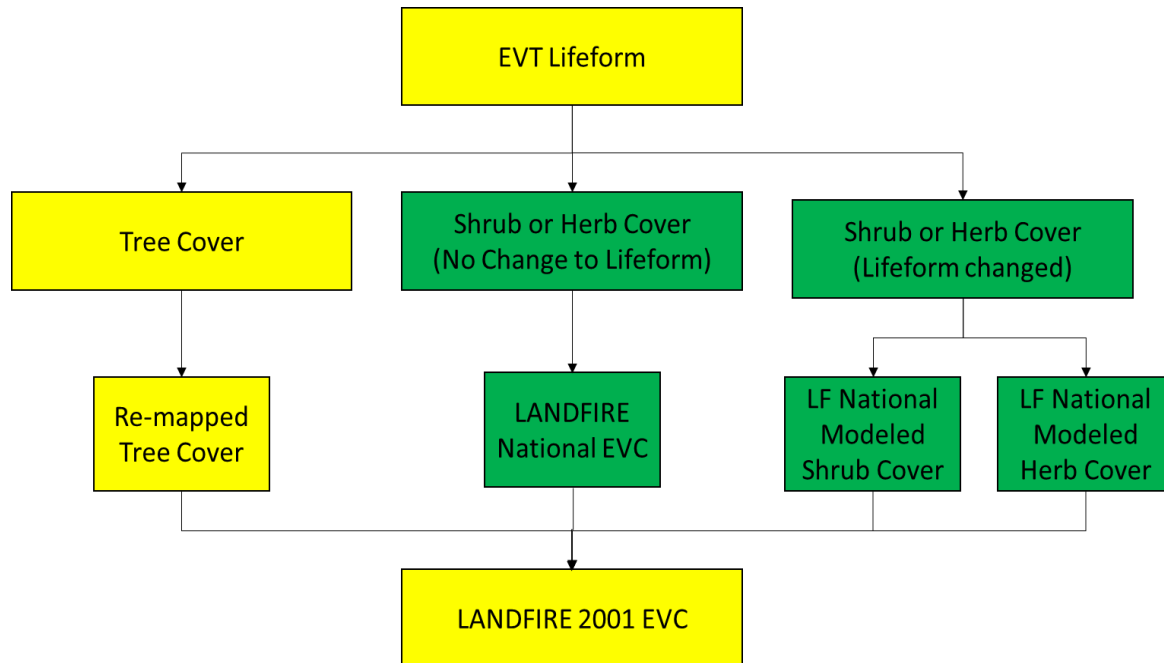 EVT Lifeform
Tree Cover
Shrub or Herb Cover
(No Change to Lifeform)
Shrub or Herb Cover
(Lifeform changed)
Re-mapped
Tree Cover
LANDFIRE
National EVC
LF National
Modeled
Shrub Cover
LF National
Modeled
Herb Cover
LANDFIRE 2001 EVC